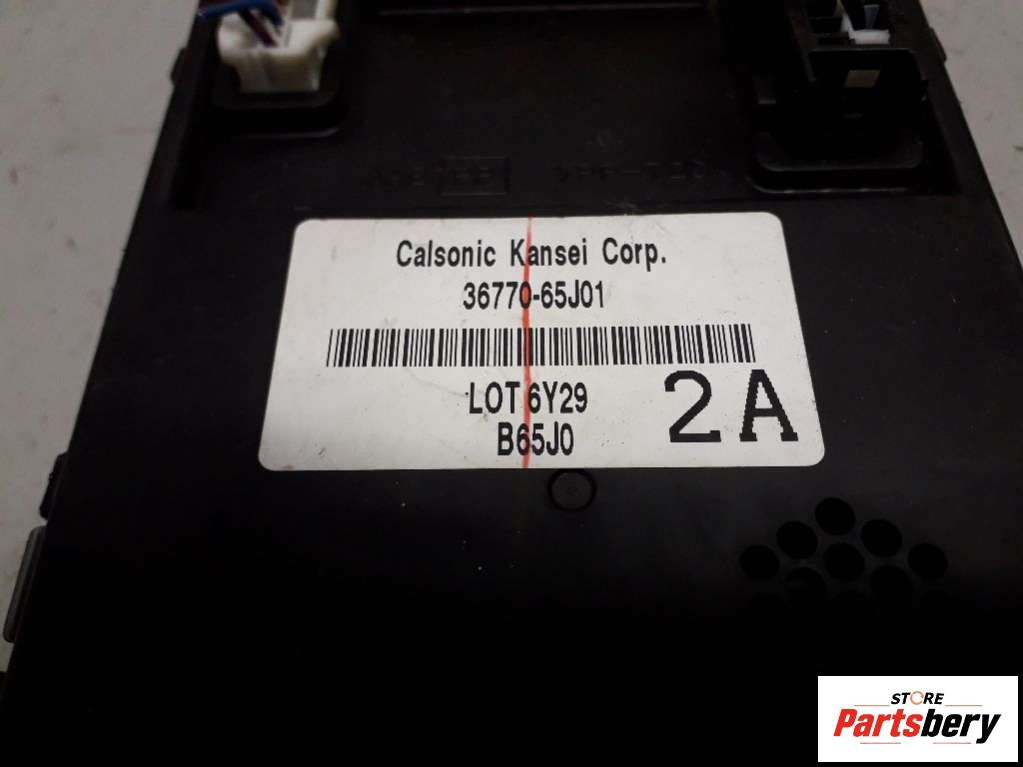 Calsonic Kansei Corp.
36770-65J01
LOT 6Y29
2A
B65J0
STORE
Partsbery